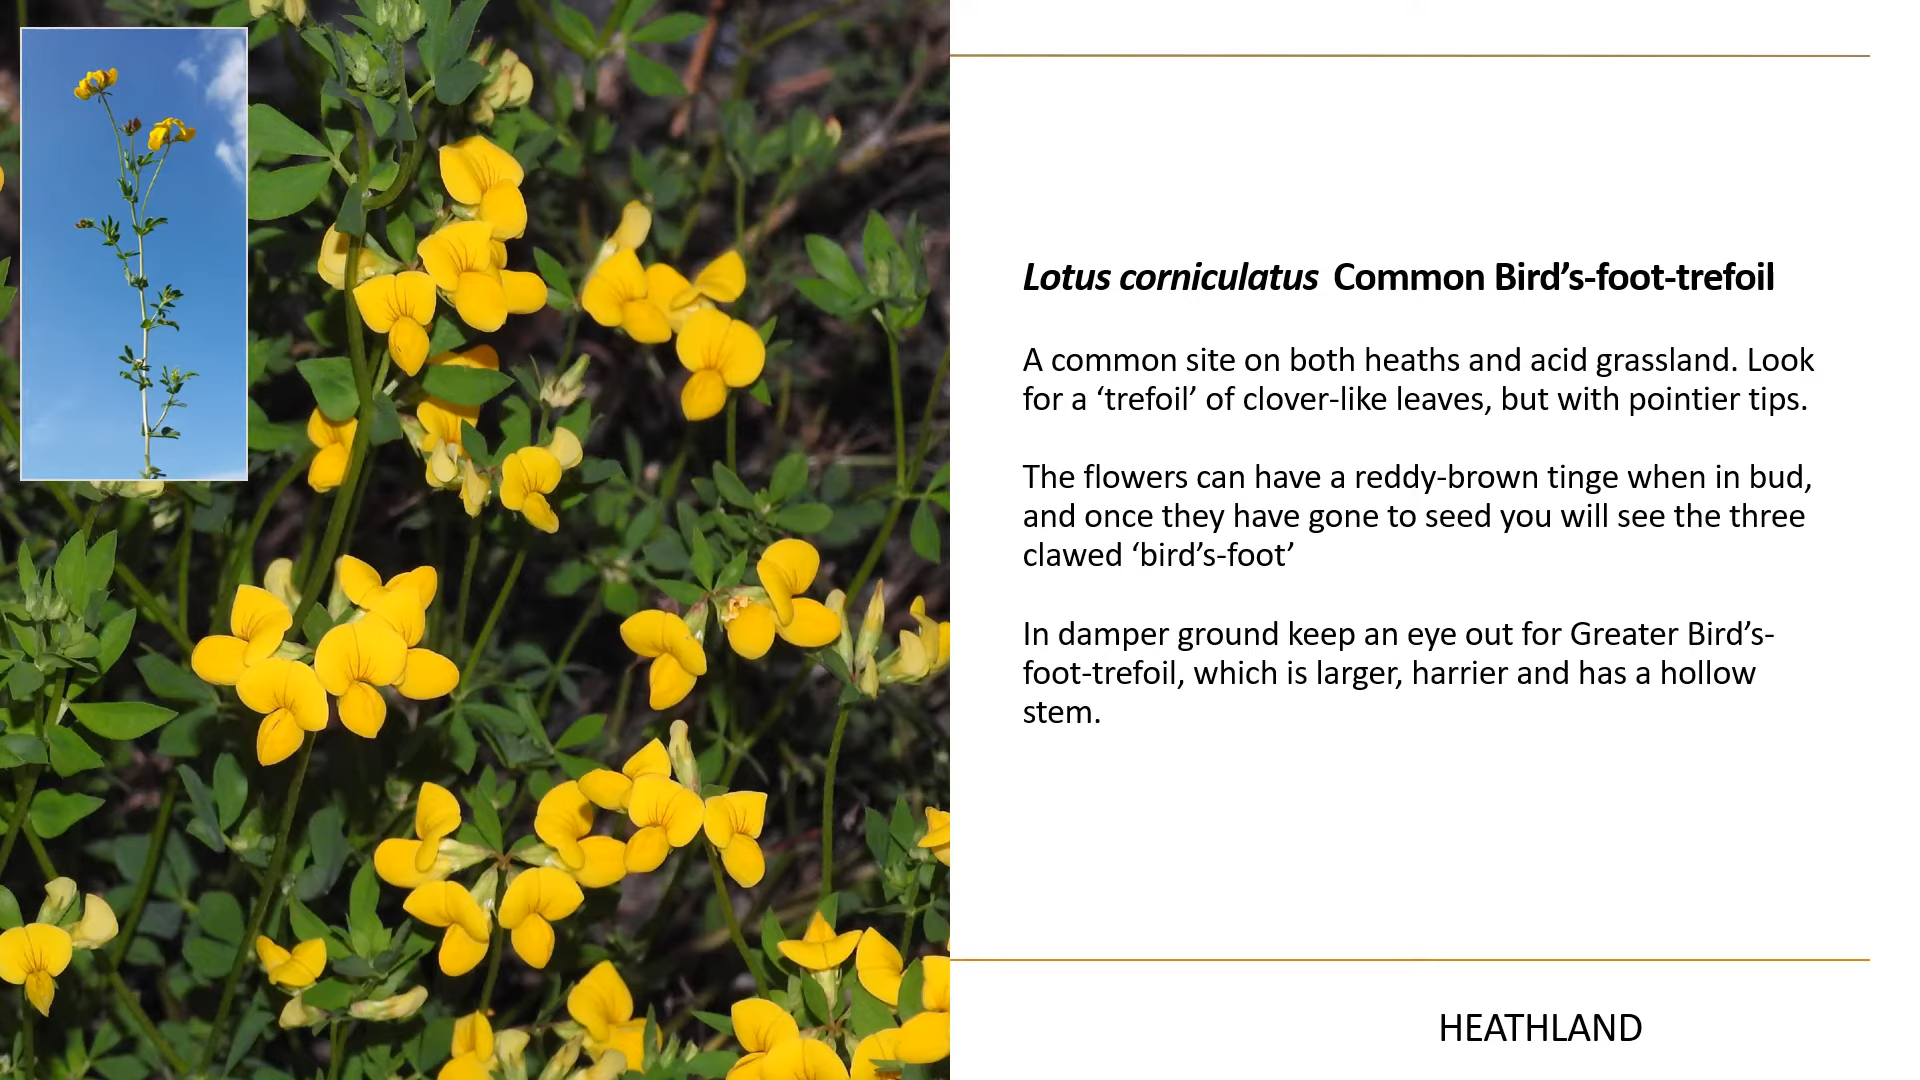 Lotus corniculatus Common Bird’s-foot-trefoil
A common site on both heaths and acid grassland. Look
for a ‘trefoil’ of clover-like leaves, but with pointier tips.
The flowers can have a reddy-brown tinge when in bud,
and once they have gone to seed you will see the three
clawed ‘bird’s-foot’
In damper ground keep an eye out for Greater Bird’s-
foot-trefoil, which is larger, harrier and has a hollow
stem.
HEATHLAND